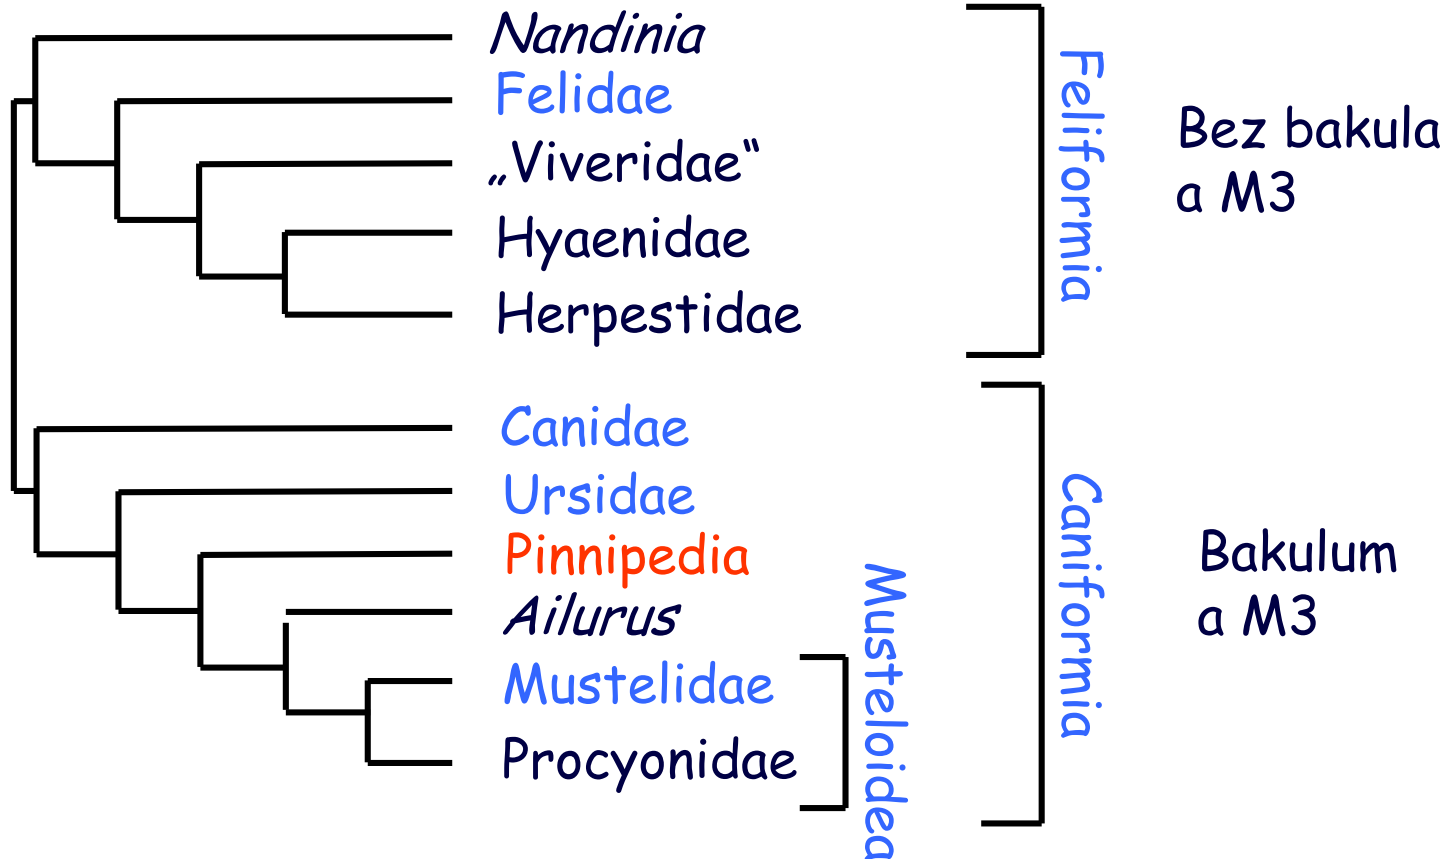 Nandinia
Felidae
„Viveridae“
Hyaenidae
Herpestidae
Feliformia
Bez bakula
a M3
Canidae
Ursidae
Pinnipedia
Ailurus
Mustelidae
Procyonidae
Musteloidea
Caniformia
Bakulum
a M3